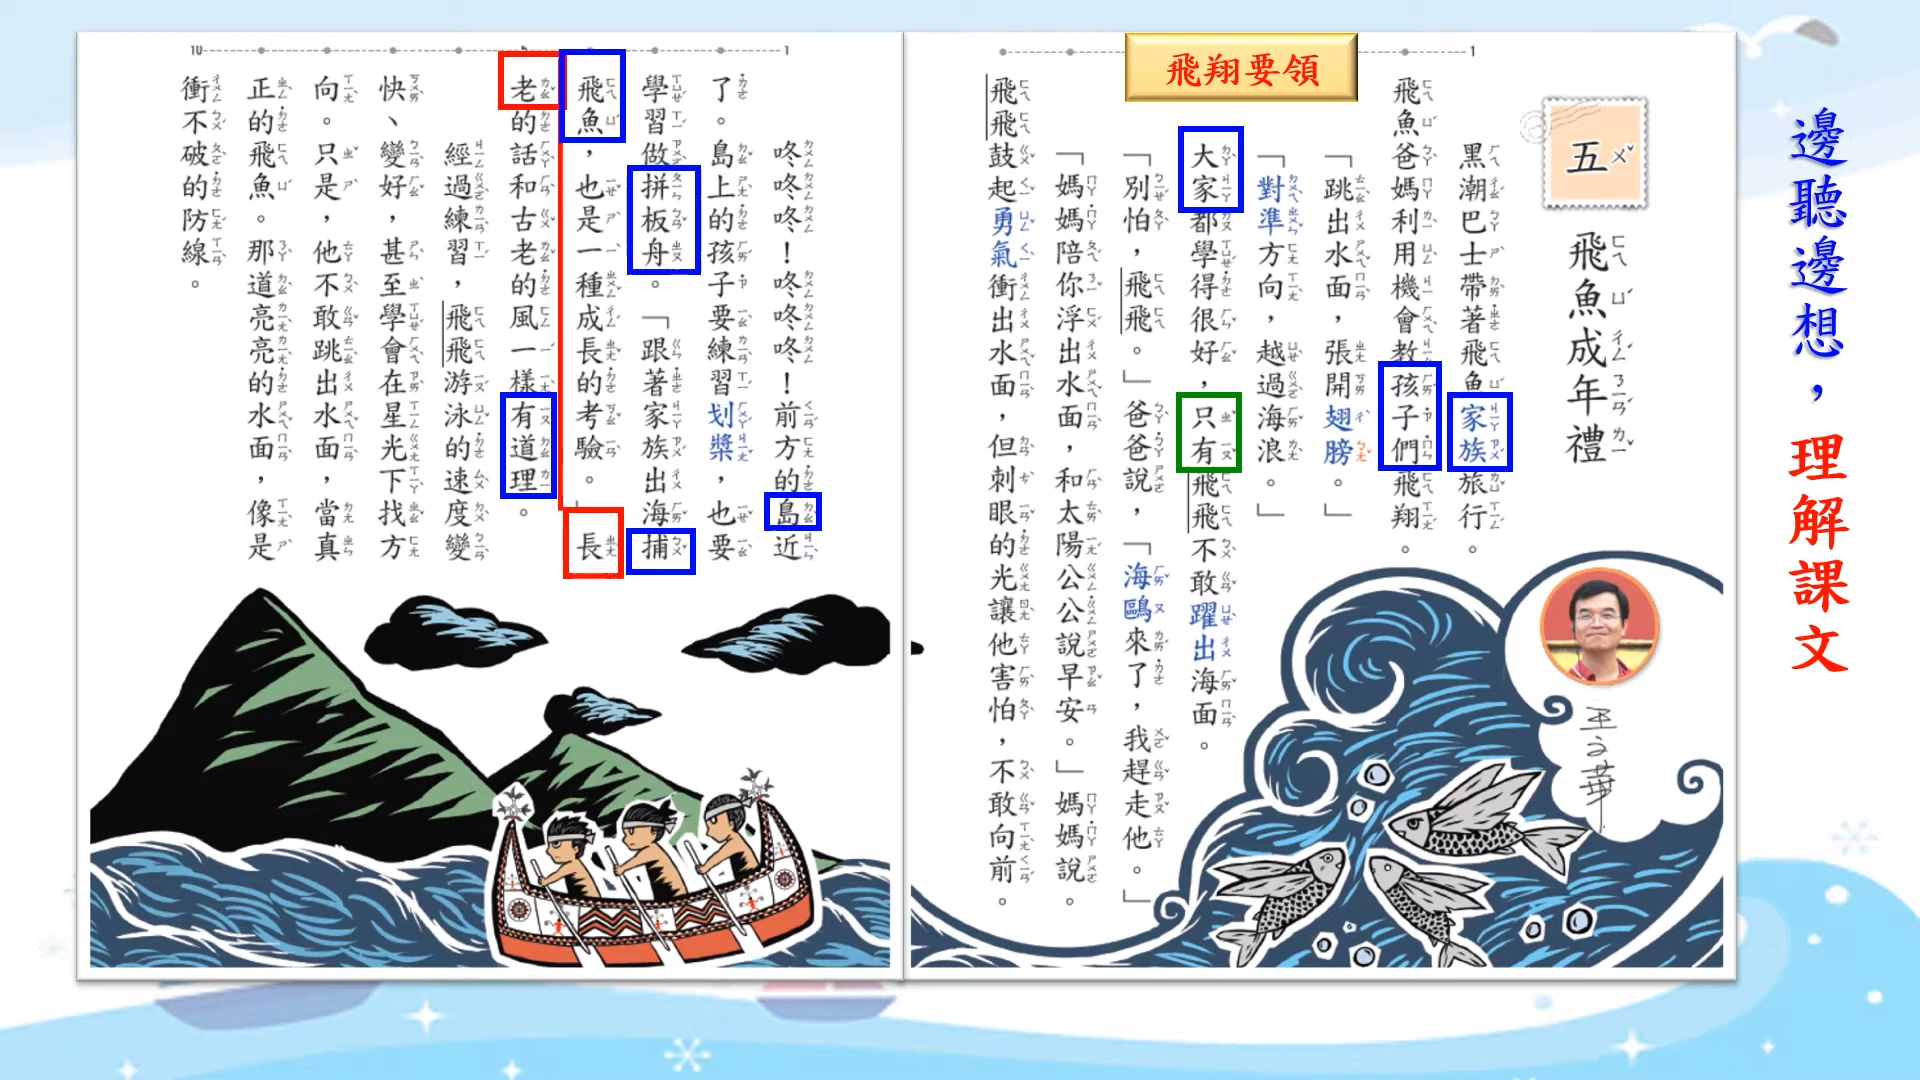 邊聽邊想，理解課文
飛翔要領
五
飛魚成年禮
王文華
1
黑潮巴士帶著飛魚家族旅行。
飛魚爸媽利用機會教孩子們飛翔。
「跳出水面，張開翅膀。」
「對準方向，越過海浪。」
大家都學得很好，只有飛飛不敢躍出海面。
「別怕，飛飛。」爸爸說，「海鷗來了，我趕走他。」
「媽媽陪你浮出水面，和太陽公公說早安。」媽媽說。
飛飛鼓起勇氣衝出水面，但刺眼的光讓他害怕，不敢向前。
1
咚咚咚！咚咚咚！前方的島近
了。島上的孩子要練習划槳，也要
學習做拼板舟。「跟著家族出海捕
飛魚，也是一種成長的考驗。」長
老的話和古老的風一樣有道理。
經過練習，飛飛游泳的速度變
快、變好，甚至學會在星光下找方
向。只是，他不敢跳出水面，當真
正的飛魚。那道亮亮的水面，像是
衝不破的防線。
10